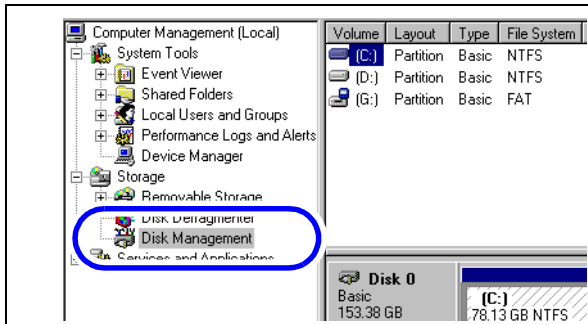 Computer Management (Local)
System Tools
Event Viewer
Shared Folders
Local Users and Groups
Performance Logs and Alerts
Device Manager
Storage
Removable Storage
Disk Defragmenter
Disk Management
Services and Applications
Volume Layout Type File System
(C:) Partition Basic NTFS
(D:) Partition Basic NTFS
(G:) Partition Basic FAT
Disk 0
Basic
153.38 GB
(C:)
78.13 GB NTFS